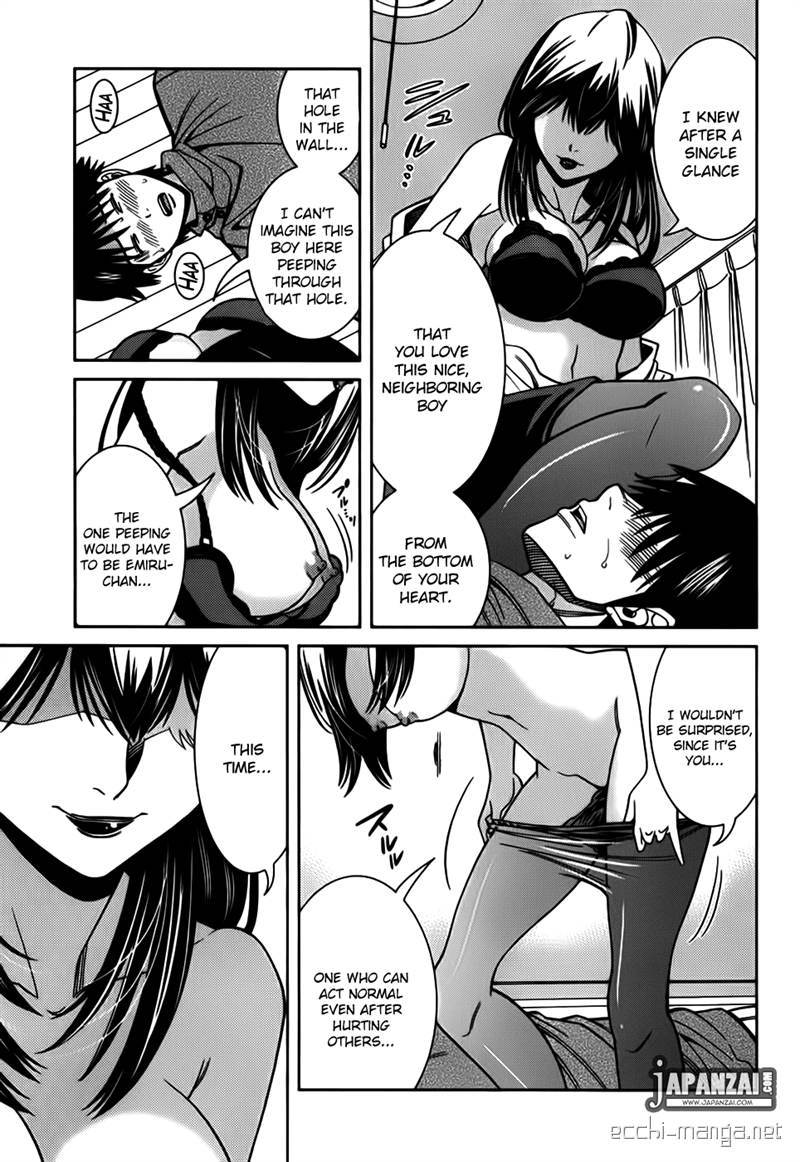 I KNEW
AFTER A
SINGLE
GLANCE
THAT
YOU LOVE
THIS NICE,
NEIGHBORING
BOY
FROM
THE BOTTOM
OF YOUR
HEART.
THAT
HOLE
IN THE
WALL...
I CAN'T
IMAGINE THIS
BOY HERE
PEEPING
THROUGH
THAT HOLE.
HAA
HAA
THE
ONE PEEPING
WOULD HAVE
TO BE EMIRU-
CHAN...
I WOULDN'T
BE SURPRISED,
SINCE IT'S
YOU...
ONE WHO CAN
ACT NORMAL
EVEN AFTER
HURTING
OTHERS...
THIS
TIME...
JAPANZAI.COM
WWW.JAPANZAI.COM
ecchi-manga.net